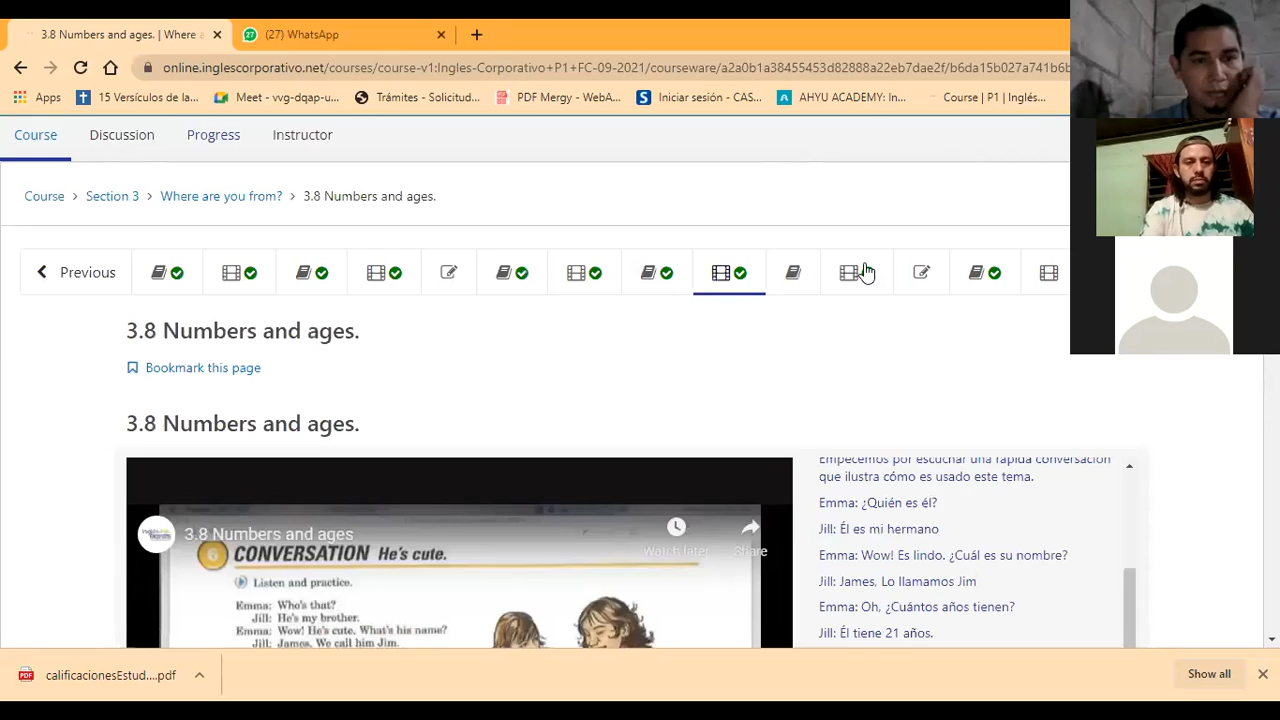 3.8 Numbers and ages. | Where a
27
(27) WhatsApp
online.inglescorporativo.net/courses/course-v1:Ingles-Corporativo+P1+FC-09-2021/courseware/a2a0b1a38455453d82888a22eb7dae2f/b6da15b027a741b6b
Apps
15 Versículos de la...
Meet - vvg-dqap-u...
Trámites - Solicitud...
PDF Mergy - WebA...
Iniciar sesión - CAS...
AHYU ACADEMY: In...
Course | P1 | Inglés...
Course
Discussion
Progress
Instructor
Course > Section 3 > Where are you from? > 3.8 Numbers and ages.
Previous
3.8 Numbers and ages.
Bookmark this page
3.8 Numbers and ages.
3.8 Numbers and ages
Watch later
Share
6 CONVERSATION He's cute.
Listen and practice.
Emma: Who's that?
Jill: He's my brother.
Emma: Wow! He's cute. What's his name?
Jill: James. We call him Jim.
Empecemos por escuchar una rápida conversación
que ilustra cómo es usado este tema.
Emma: ¿Quién es él?
Jill: Él es mi hermano
Emma: Wow! Es lindo. ¿Cuál es su nombre?
Jill: James, Lo llamamos Jim
Emma: Oh, ¿Cuántos años tienen?
Jill: Él tiene 21 años.
PDF
calificacionesEstud....pdf
Show all